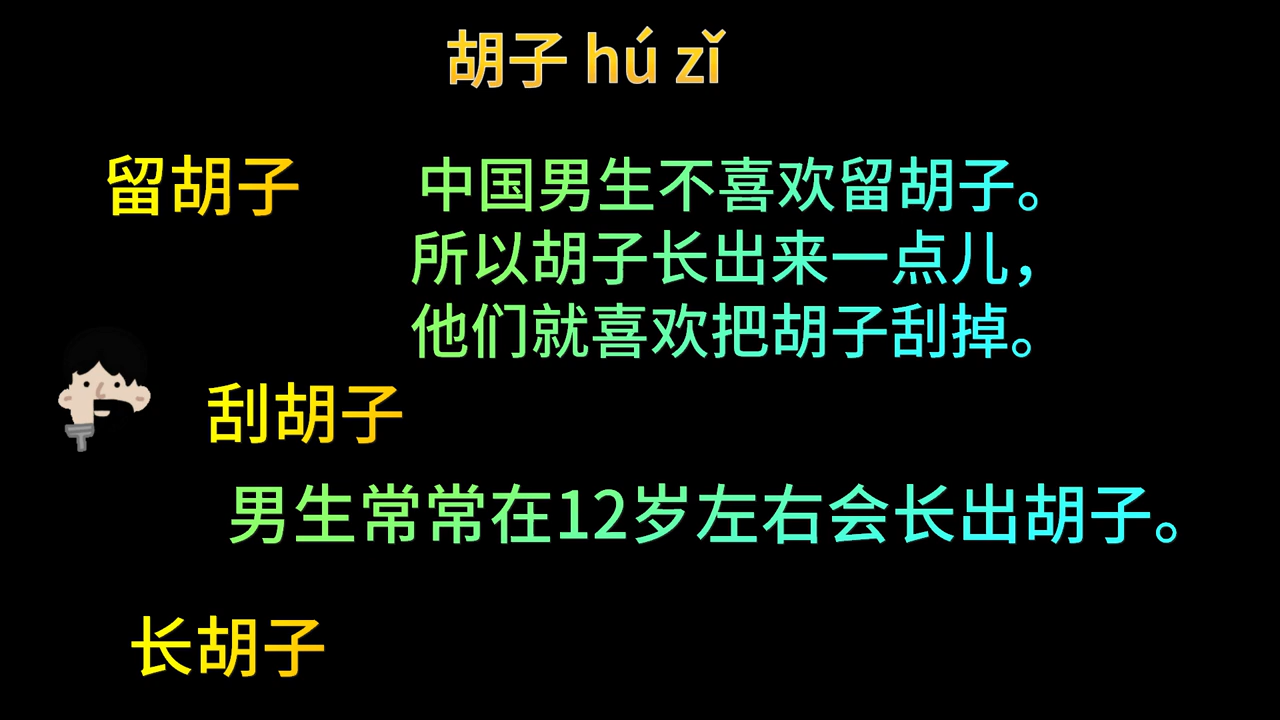 胡子 hú zǐ
留胡子
中国男生不喜欢留胡子。
所以胡子长出来一点儿，
他们就喜欢把胡子刮掉。
刮胡子
男生常常在12岁左右会长出胡子。
长胡子